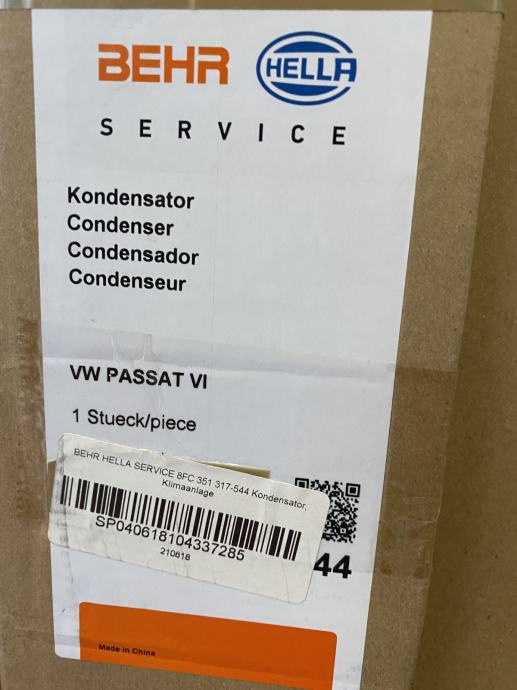 BEHR HELLA
SERVICE
Kondensator
Condenser
Condensador
Condenseur
VW PASSAT VI
1 Stueck/piece
BEHR HELLA SERVICE 8FC 351 317-544 Kondensator,
Klimaanlage
SP040618104337285
210618
44
Made in China